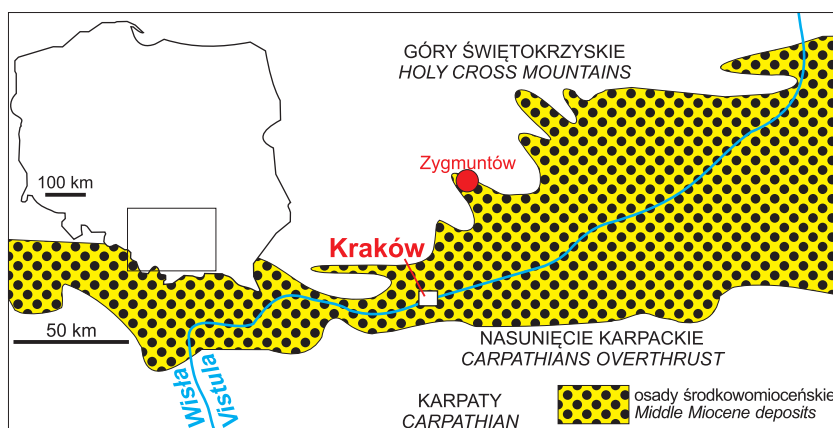 GÓRY ŚWIĘTOKRZYSKIE
HOLY CROSS MOUNTAINS
Zygmuntów
100 km
Kraków
50 km
Wisła
Vistula
NASUNIĘCIE KARPACKIE
CARPATHIANS OVERTHRUST
KARPATY
CARPATHIAN
osady środkowomioceńskie
Middle Miocene deposits